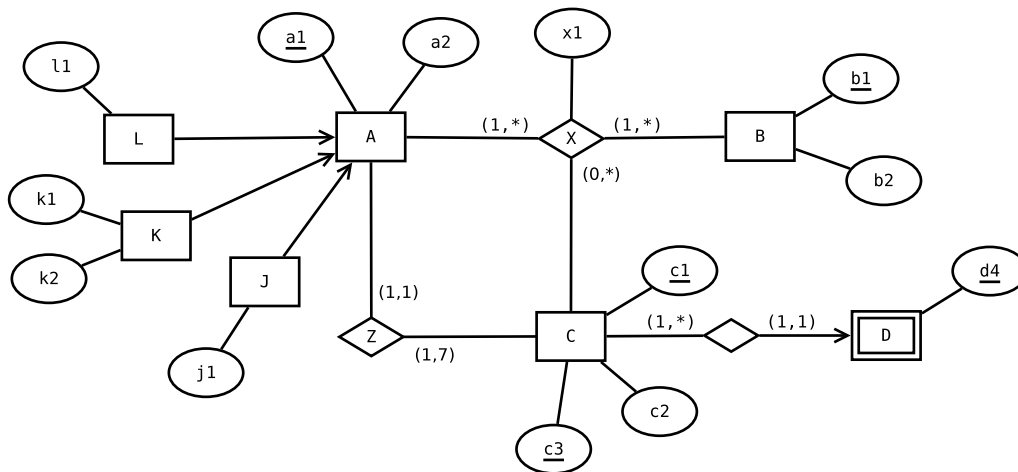 x1
a1
a2
l1
b1
L
A
(1,*)
X
(1,*)
B
(0,*)
b2
k1
K
k2
J
(1,1)
c1
d4
Z
(1,7)
C
(1,*)
(1,1)
D
j1
c2
c3